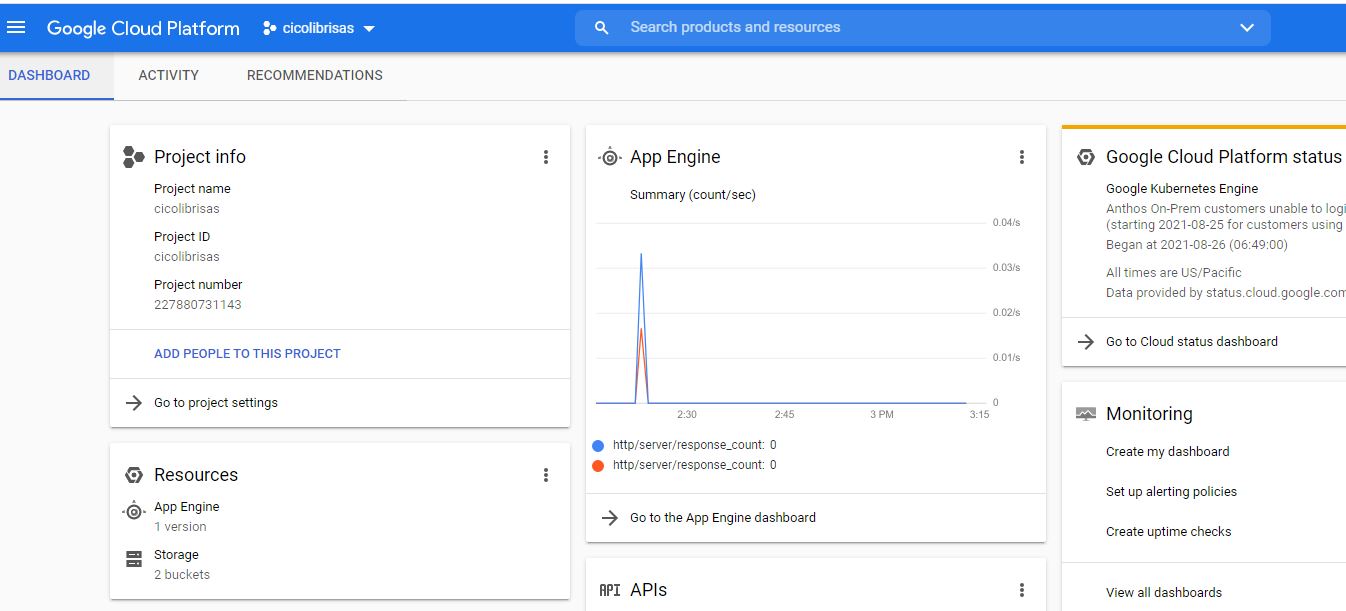 Google Cloud Platform
cicolibrisas
Search products and resources
DASHBOARD
ACTIVITY
RECOMMENDATIONS
Project info
Project name
cicolibrisas
Project ID
cicolibrisas
Project number
227880731143
ADD PEOPLE TO THIS PROJECT
Go to project settings
Resources
App Engine
1 version
Storage
2 buckets
App Engine
Summary (count/sec)
0.04/s
0.03/s
0.02/s
0.01/s
0
2:30
2:45
3 PM
3:15
http/server/response_count: 0
http/server/response_count: 0
Go to the App Engine dashboard
API APIs
Google Cloud Platform status
Google Kubernetes Engine
Anthos On-Prem customers unable to logi
(starting 2021-08-25 for customers using
Began at 2021-08-26 (06:49:00)
All times are US/Pacific
Data provided by status.cloud.google.com
Go to Cloud status dashboard
Monitoring
Create my dashboard
Set up alerting policies
Create uptime checks
View all dashboards